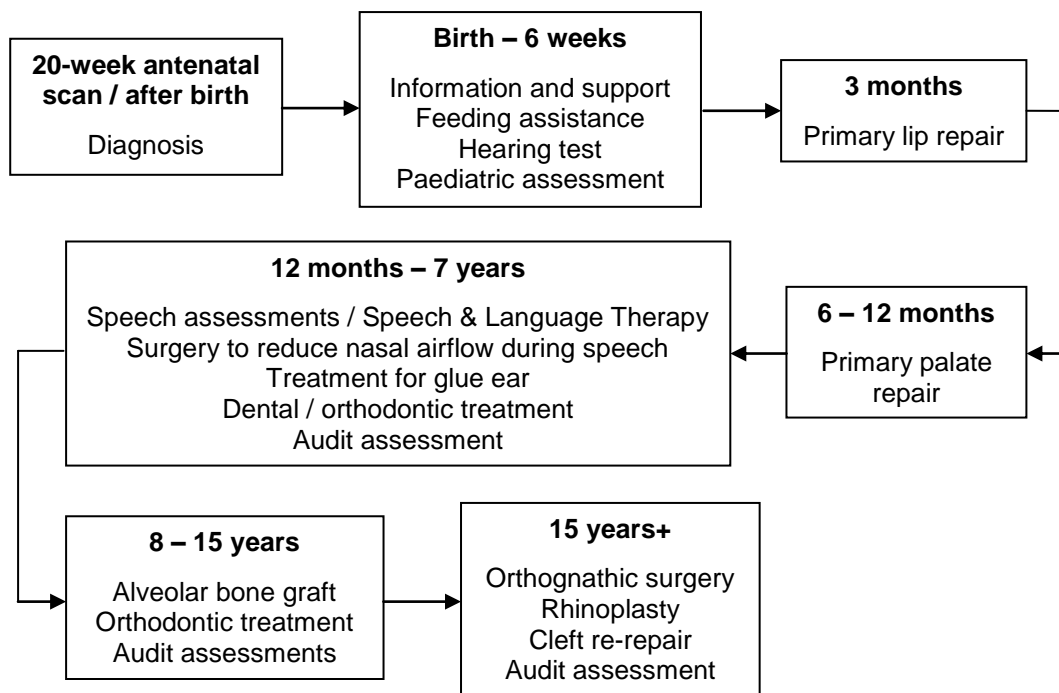 20-week antenatal
scan / after birth
Diagnosis
Birth – 6 weeks
Information and support
Feeding assistance
Hearing test
Paediatric assessment
3 months
Primary lip repair
6 – 12 months
Primary palate
repair
12 months – 7 years
Speech assessments / Speech & Language Therapy
Surgery to reduce nasal airflow during speech
Treatment for glue ear
Dental / orthodontic treatment
Audit assessment
8 – 15 years
Alveolar bone graft
Orthodontic treatment
Audit assessments
15 years+
Orthognathic surgery
Rhinoplasty
Cleft re-repair
Audit assessment